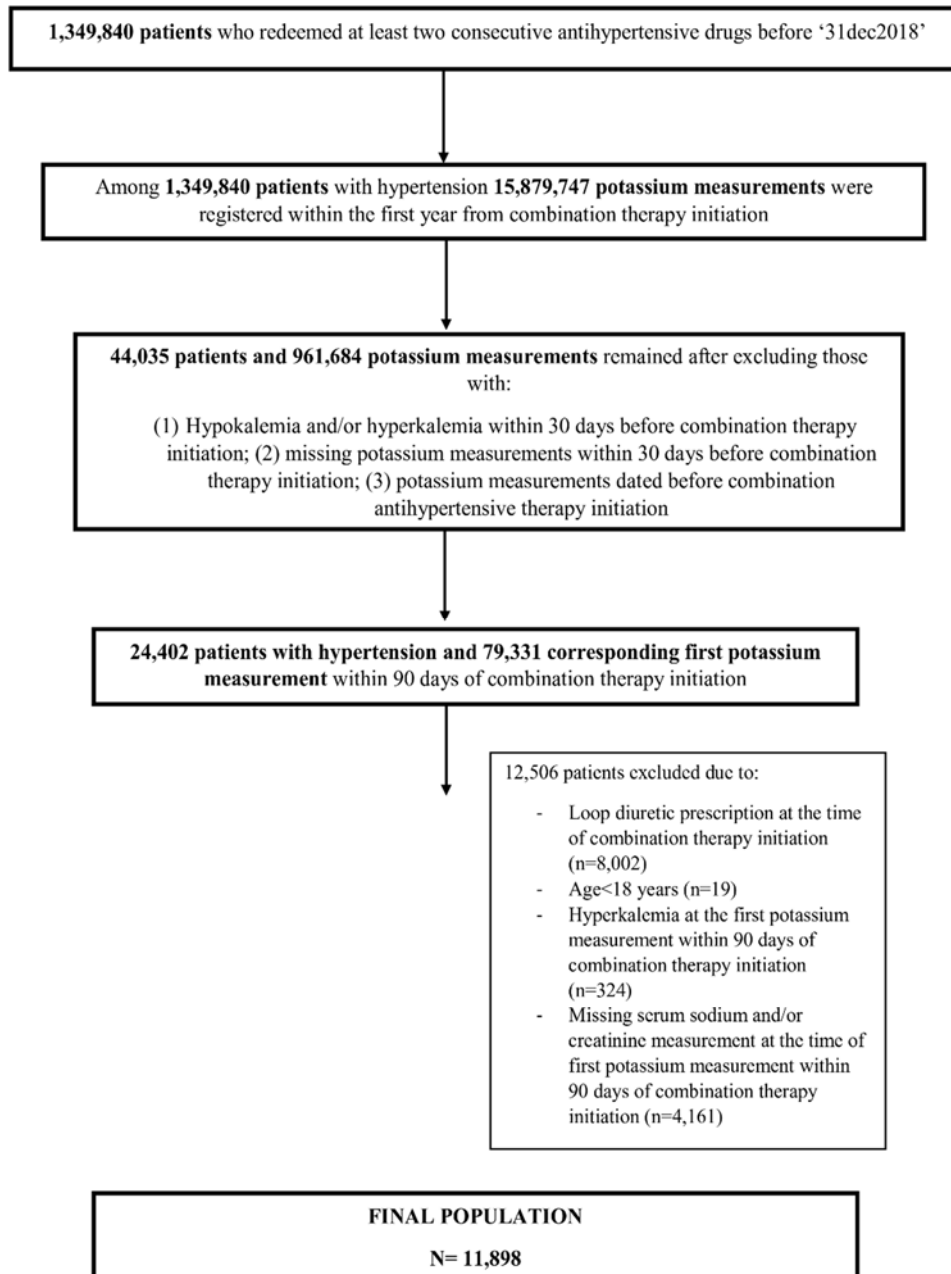 1,349,840 patients who redeemed at least two consecutive antihypertensive drugs before ‘31dec2018’
Among 1,349,840 patients with hypertension 15,879,747 potassium measurements were
registered within the first year from combination therapy initiation
44,035 patients and 961,684 potassium measurements remained after excluding those
with:
(1) Hypokalemia and/or hyperkalemia within 30 days before combination therapy
initiation; (2) missing potassium measurements within 30 days before combination
therapy initiation; (3) potassium measurements dated before combination
antihypertensive therapy initiation
24,402 patients with hypertension and 79,331 corresponding first potassium
measurement within 90 days of combination therapy initiation
12,506 patients excluded due to:
- Loop diuretic prescription at the time
of combination therapy initiation
(n=8,002)
- Age<18 years (n=19)
- Hyperkalemia at the first potassium
measurement within 90 days of
combination therapy initiation
(n=324)
- Missing serum sodium and/or
creatinine measurement at the time of
first potassium measurement within
90 days of combination therapy
initiation (n=4,161)
FINAL POPULATION
N= 11,898